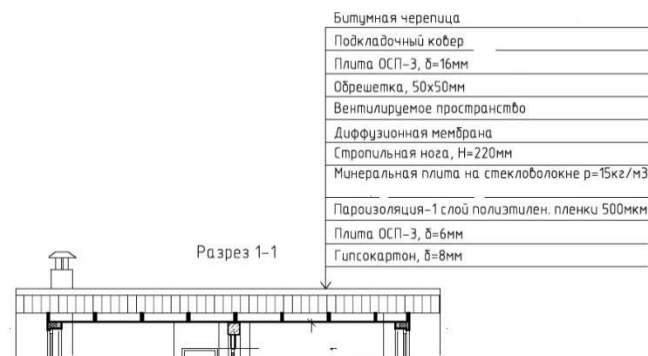 Битумная черепица
Подкладочный ковер
Плита ОСП-3, δ=16мм
Обрешетка, 50х50мм
Вентилируемое пространство
Диффузионная мембрана
Стропильная нога, Н=220мм
Минеральная плита на стекловолокне р=15кг/м3
Пароизоляция-1 слой полиэтилен. пленки 500мкм
Плита ОСП-3, δ=6мм
Гипсокартон, δ=8мм
Разрез 1-1